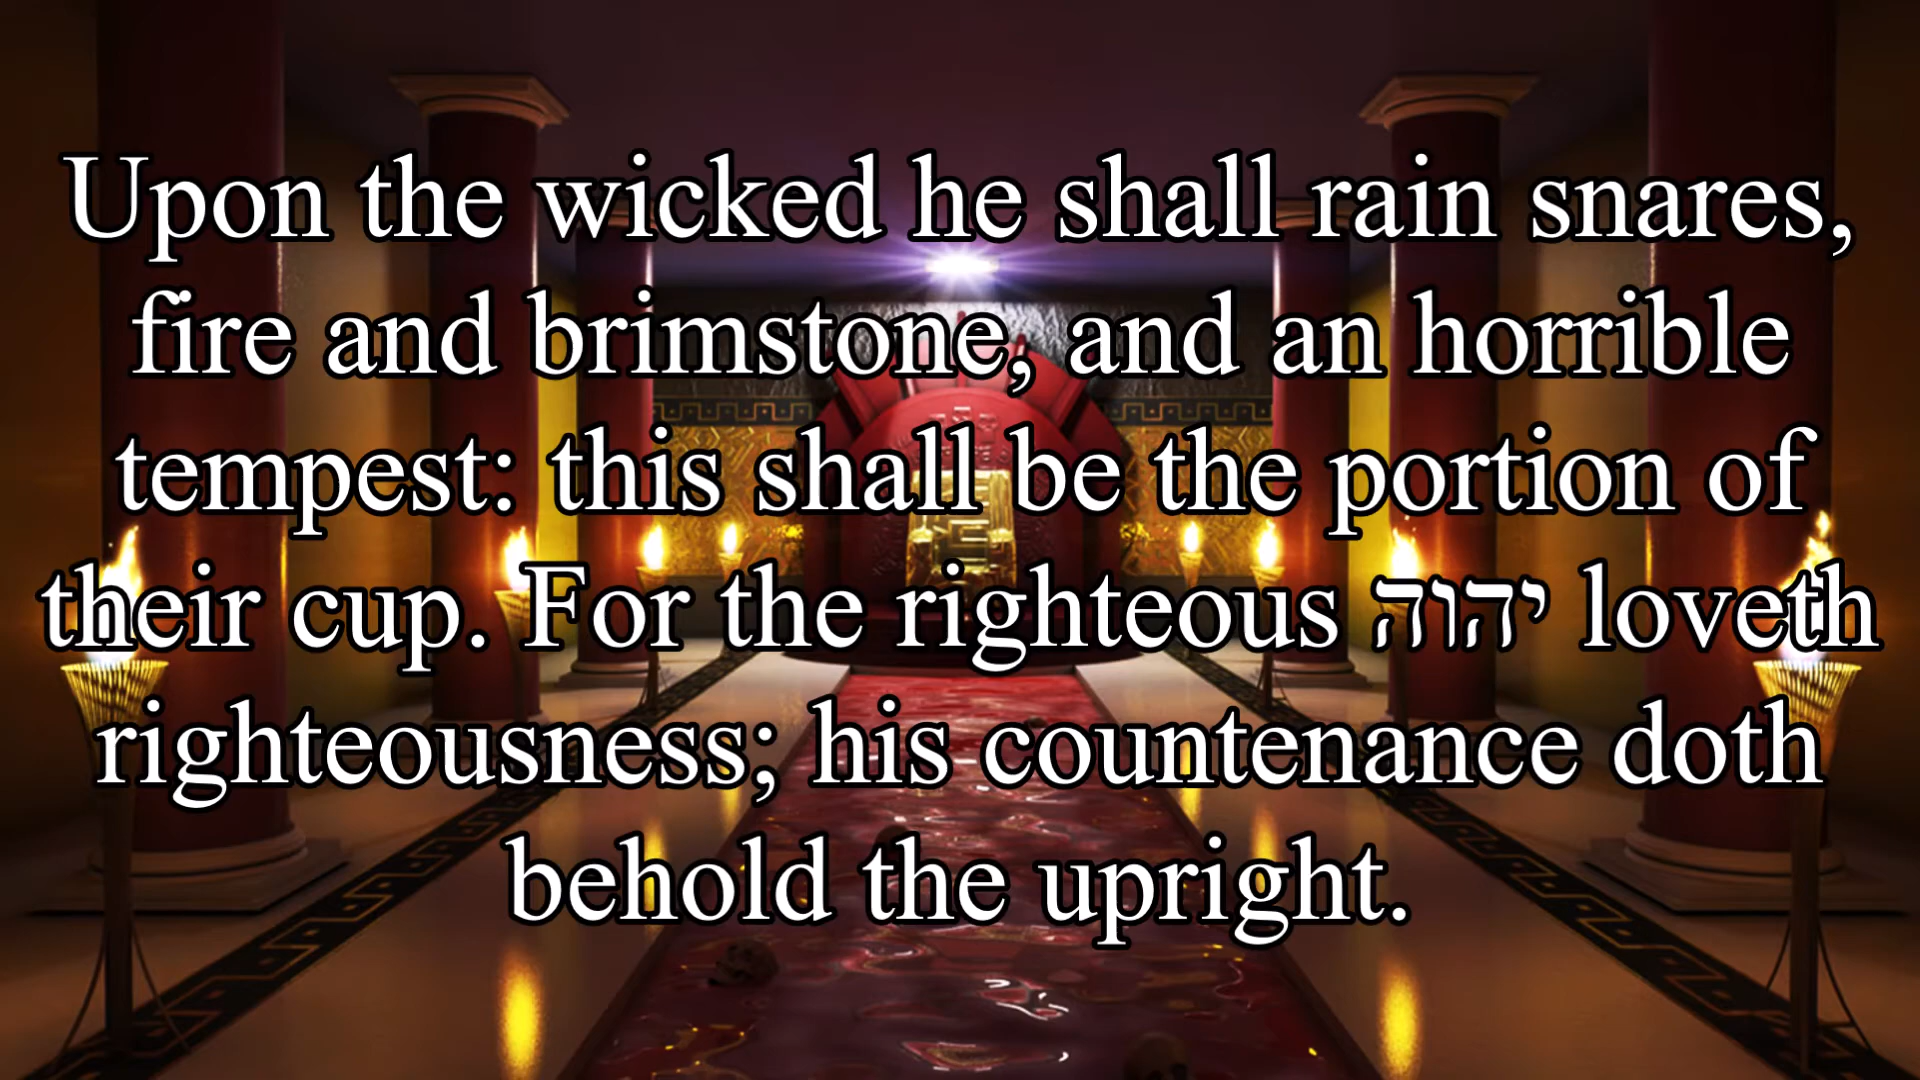 Upon the wicked he shall rain snares,
fire and brimstone, and an horrible
tempest: this shall be the portion of
their cup. For the righteous יהוה loveth
righteousness; his countenance doth
behold the upright.